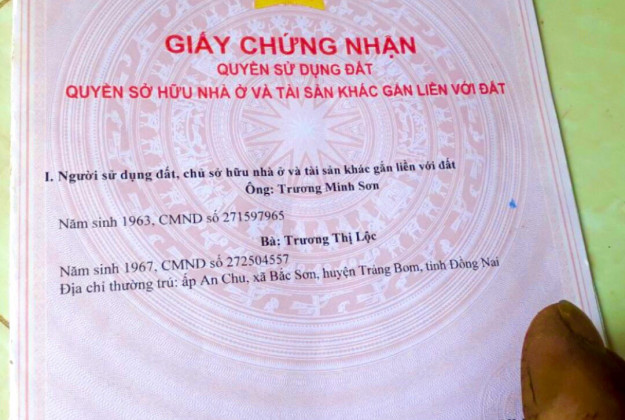 GIẤY CHỨNG NHẬN
QUYỀN SỬ DỤNG ĐẤT
QUYỀN SỞ HỮU NHÀ Ở VÀ TÀI SẢN KHÁC GẮN LIỀN VỚI ĐẤT
I. Người sử dụng đất, chủ sở hữu nhà ở và tài sản khác gắn liền với đất
Ông: Trương Minh Sơn
Năm sinh 1963, CMND số 271597965
Bà: Trương Thị Lộc
Năm sinh 1967, CMND số 272504557
Địa chỉ thường trú: ấp An Chu, xã Bắc Sơn, huyện Trảng Bom, tỉnh Đồng Nai